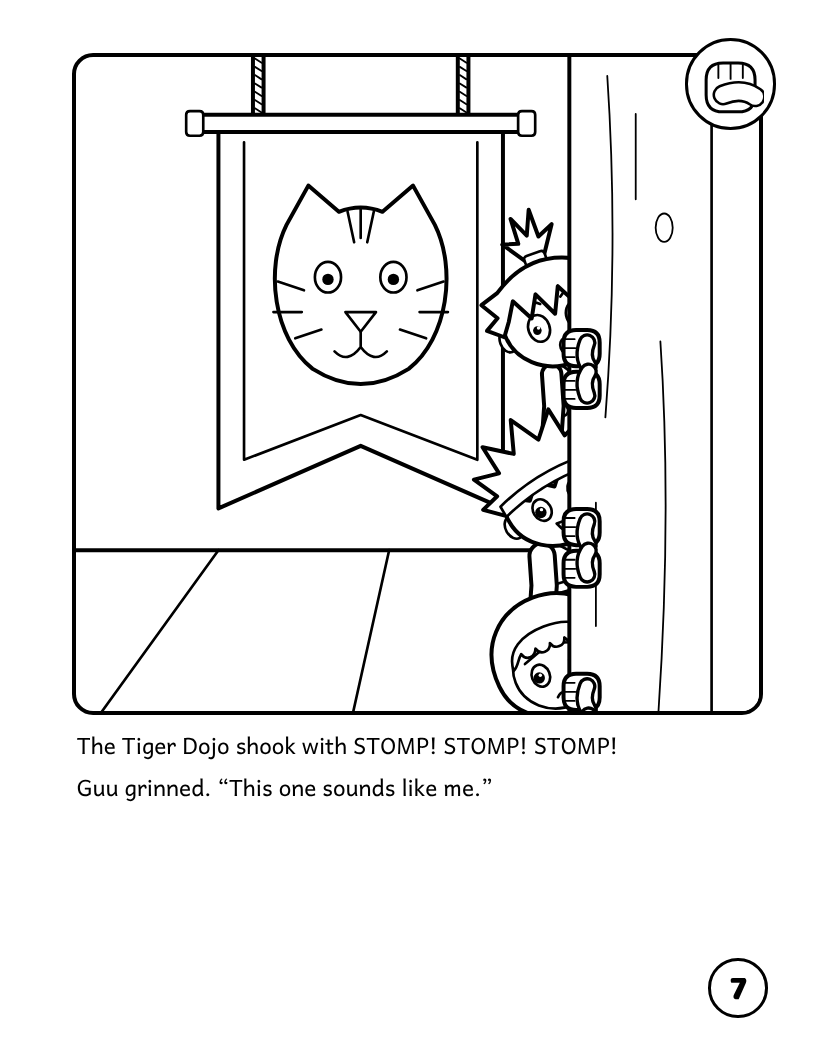 The Tiger Dojo shook with STOMP! STOMP! STOMP!
Guu grinned. “This one sounds like me.”
7